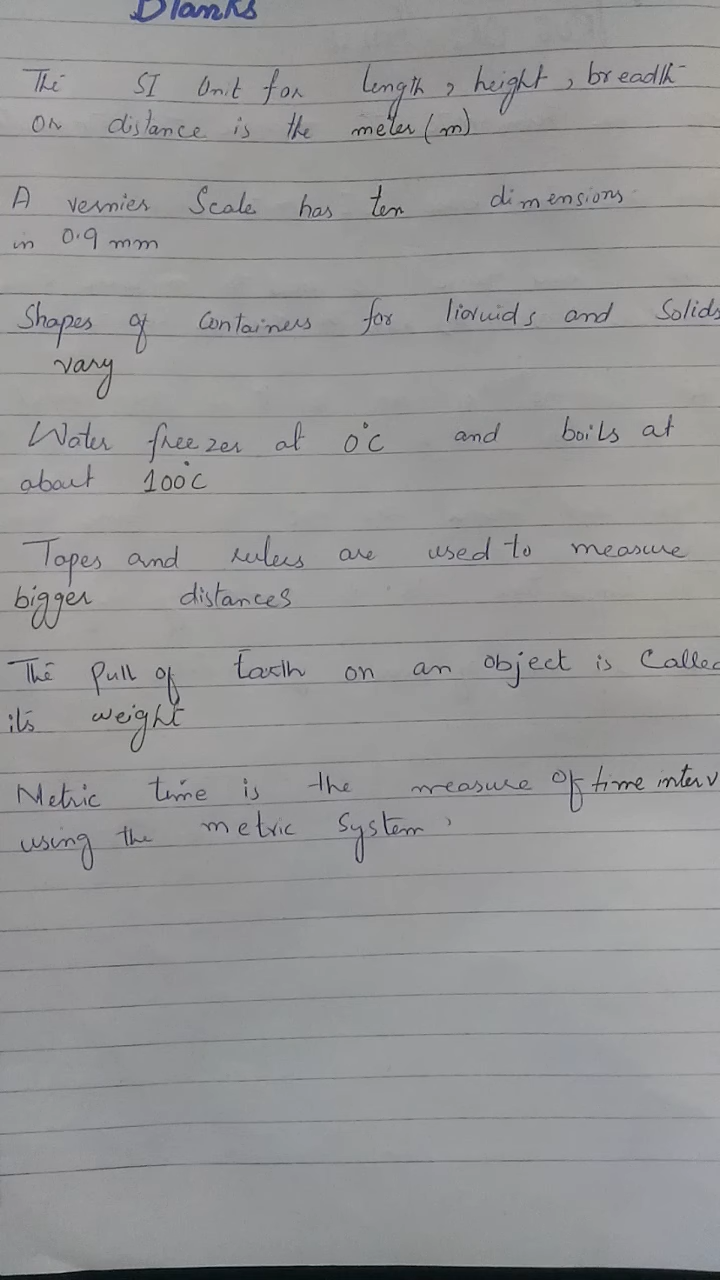 Blanks
The SI Unit for length, height, breadth
or distance is the meter (m)
A vernier Scale has ten dimensions
in 0.9 mm
Shapes of Containers for liovuids and Solids
vary
Water freezer at 0°C and boils at
about 100°C
Tapes and rulers are used to measure
bigger distances
The pull of Earth on an object is Called
its weight
Metric time is the measure Of time interv
using the metric System.